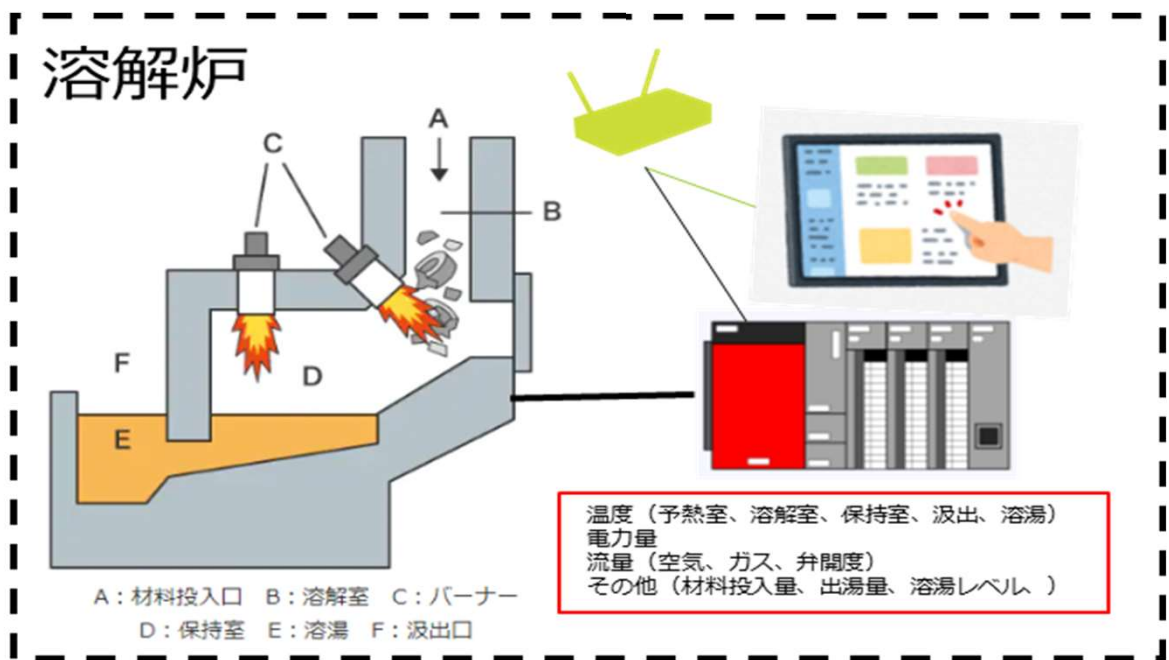 溶解炉
A
C
B
F
D
E
温度（予熱室、溶解室、保持室、汲出、溶湯）
電力量
流量（空気、ガス、弁開度）
その他（材料投入量、出湯量、溶湯レベル、）
A：材料投入口 B：溶解室 C：バーナー
D：保持室 E：溶湯 F：汲出口